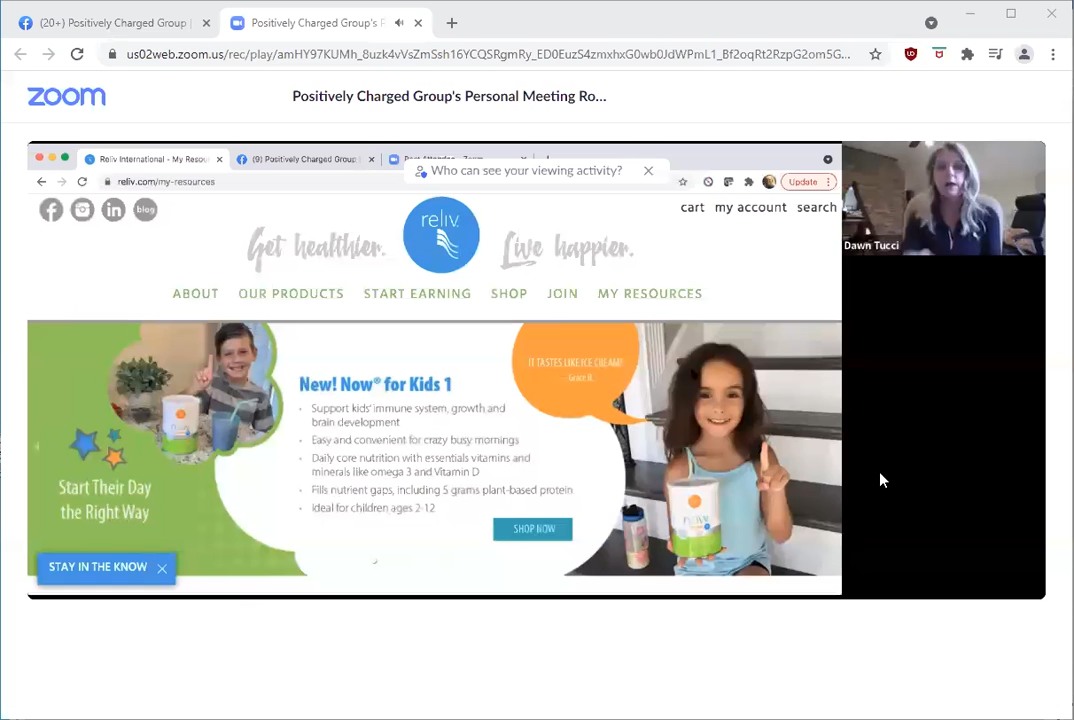 (20+) Positively Charged Group
Positively Charged Group's P
us02web.zoom.us/rec/play/amHY97KUMh_8uzk4vVsZmSsh16YCQSRgmRy_ED0EuzS4zmxhxG0wb0JdWPmL1_Bf2oqRt2RzpG2om5G...
zoom
Positively Charged Group's Personal Meeting Ro...
Reliv International - My Resou
(9) Positively Charged Group
Who can see your viewing activity?
reliv.com/my-resources
Update
blog
reliv
cart my account search
Get healthier. Live happier.
ABOUT OUR PRODUCTS START EARNING SHOP JOIN MY RESOURCES
Dawn Tucci
IT TASTES LIKE ICE CREAM!
- Grace B.
New! Now® for Kids 1
• Support kids' immune system, growth and
brain development
• Easy and convenient for crazy busy mornings
• Daily core nutrition with essentials vitamins and
minerals like omega 3 and Vitamin D
• Fills nutrient gaps, including 5 grams plant-based protein
• Ideal for children ages 2-12
Start Their Day
the Right Way
SHOP NOW
STAY IN THE KNOW